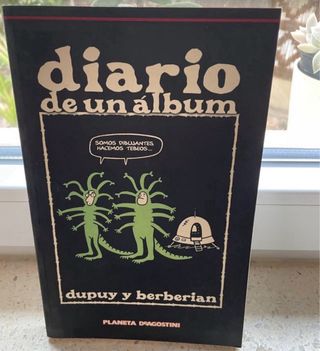 diario
de un álbum
SOMOS DIBUJANTES,
HACEMOS TEBEOS...
dupuy y berberian
PLANETA DEAGOSTINI